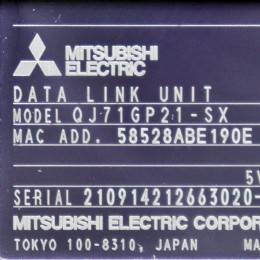 MITSUBISHI
ELECTRIC
DATA LINK UNIT
MODEL QJ71GP21-SX
MAC ADD. 58528ABE190E
5V
SERIAL 210914212663020-
MITSUBISHI ELECTRIC CORPOR
TOKYO 100-8310, JAPAN MA